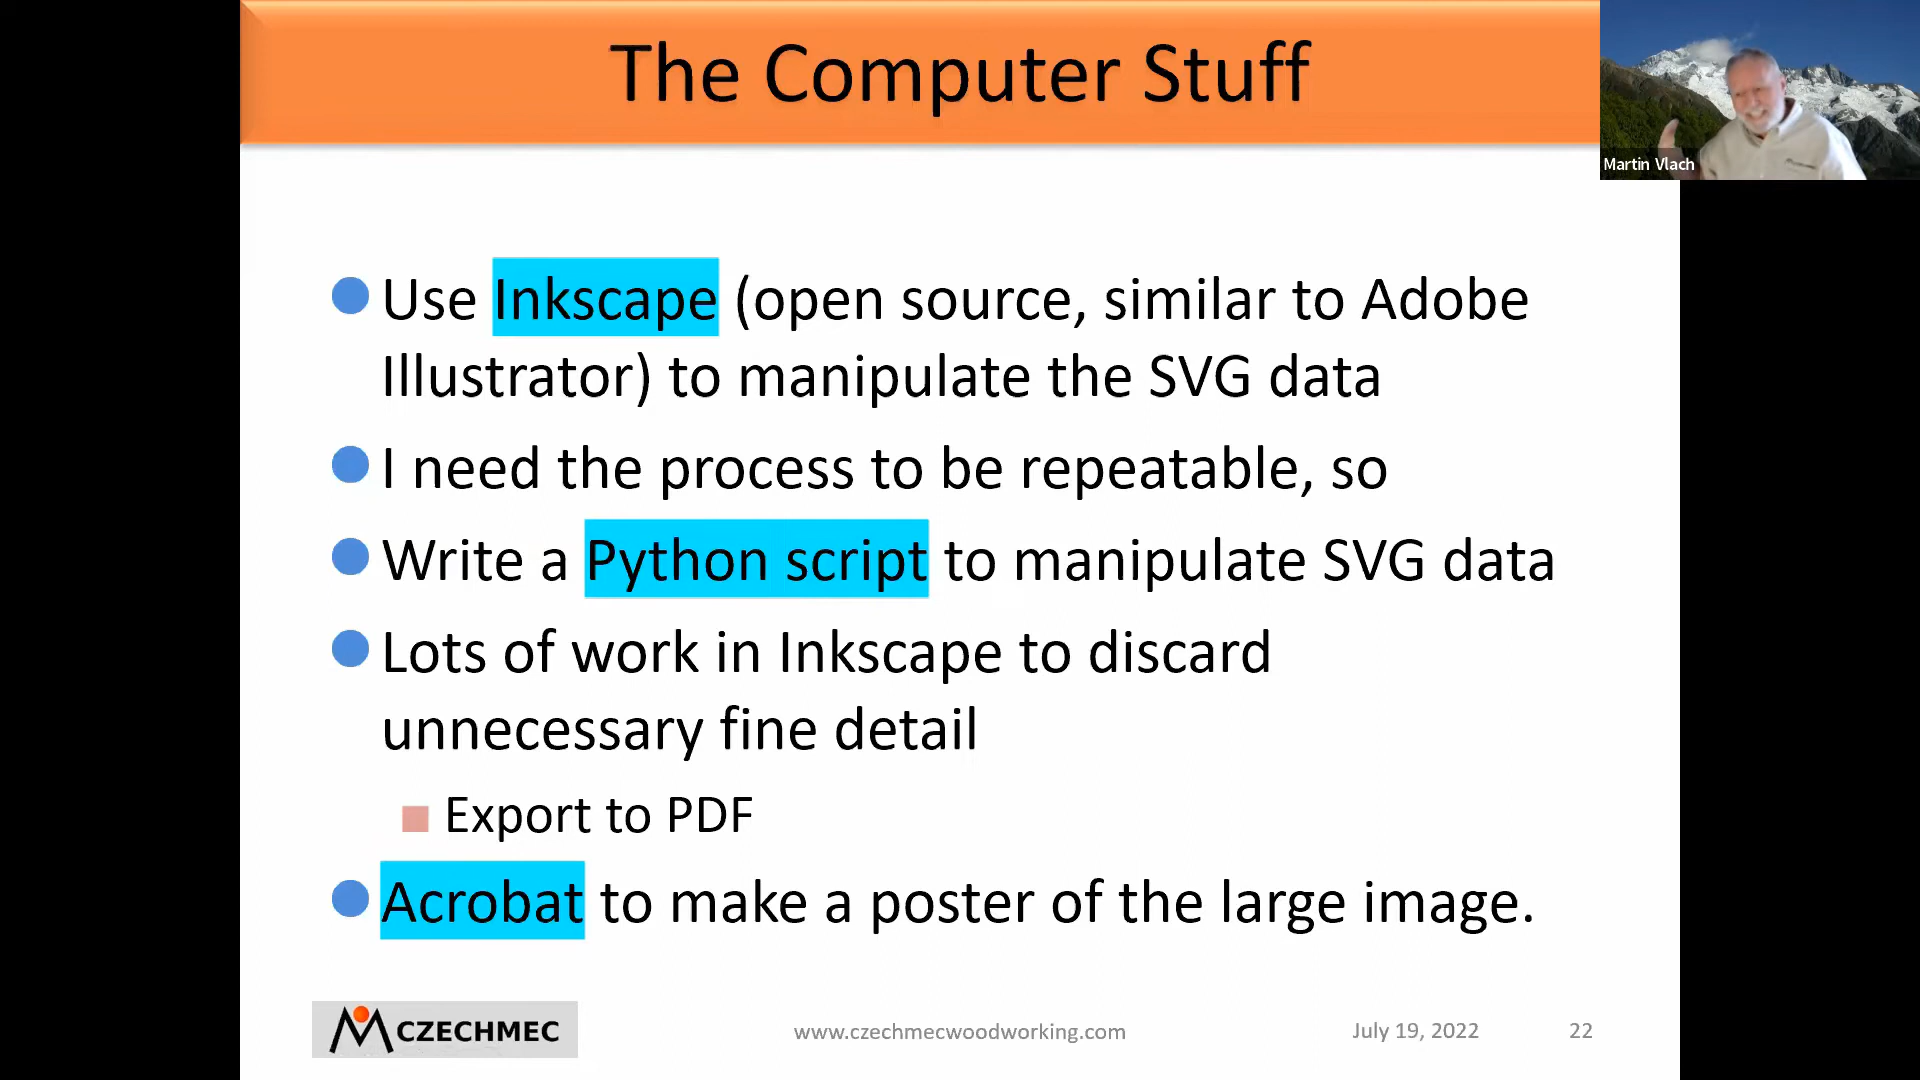 The Computer Stuff
Martin Vlach
Use Inkscape (open source, similar to Adobe
Illustrator) to manipulate the SVG data
I need the process to be repeatable, so
Write a Python script to manipulate SVG data
Lots of work in Inkscape to discard
unnecessary fine detail
Export to PDF
Acrobat to make a poster of the large image.
CZECHMEC
www.czechmecwoodworking.com
July 19, 2022
22